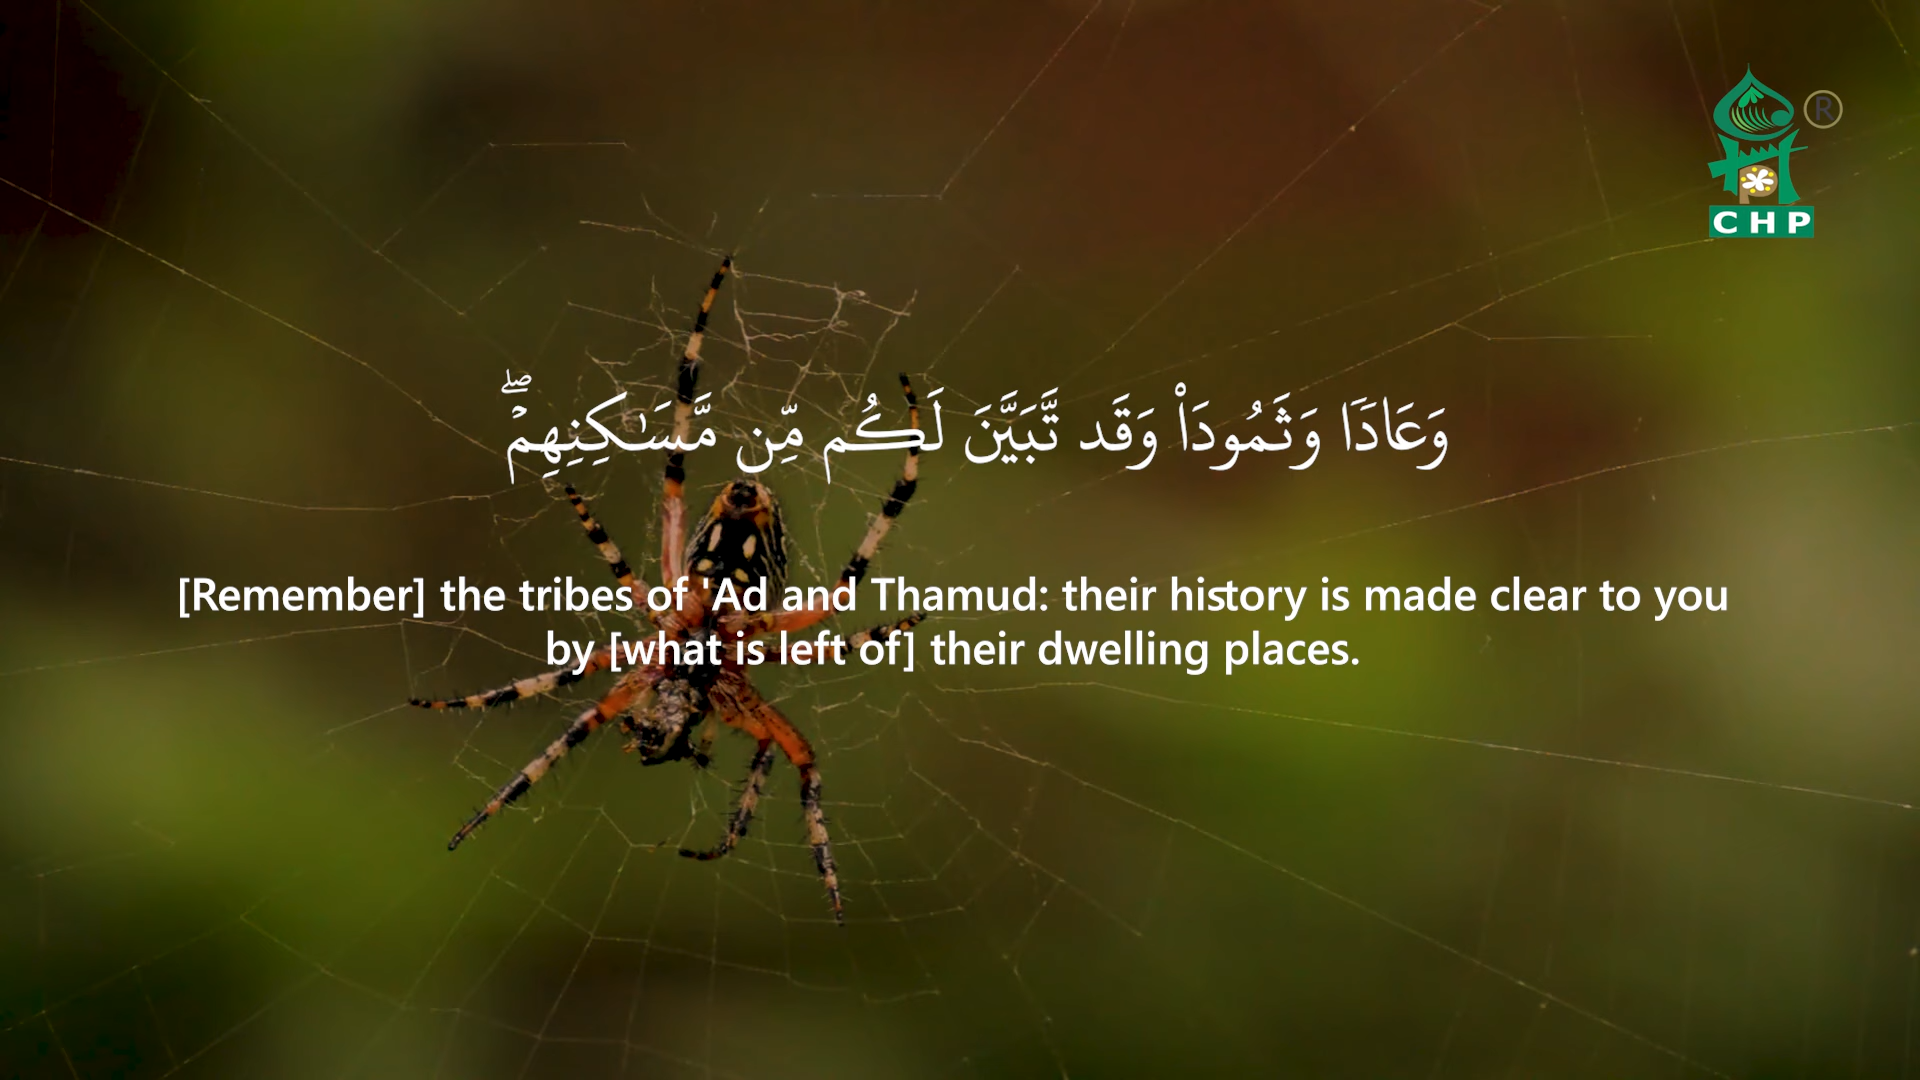 CHP
®
وَعَادًا وَثَمُودَا۟ وَقَد تَّبَيَّنَ لَكُم مِّن مَّسَـٰكِنِهِمْ ۖ
[Remember] the tribes of 'Ad and Thamud: their history is made clear to you
by [what is left of] their dwelling places.